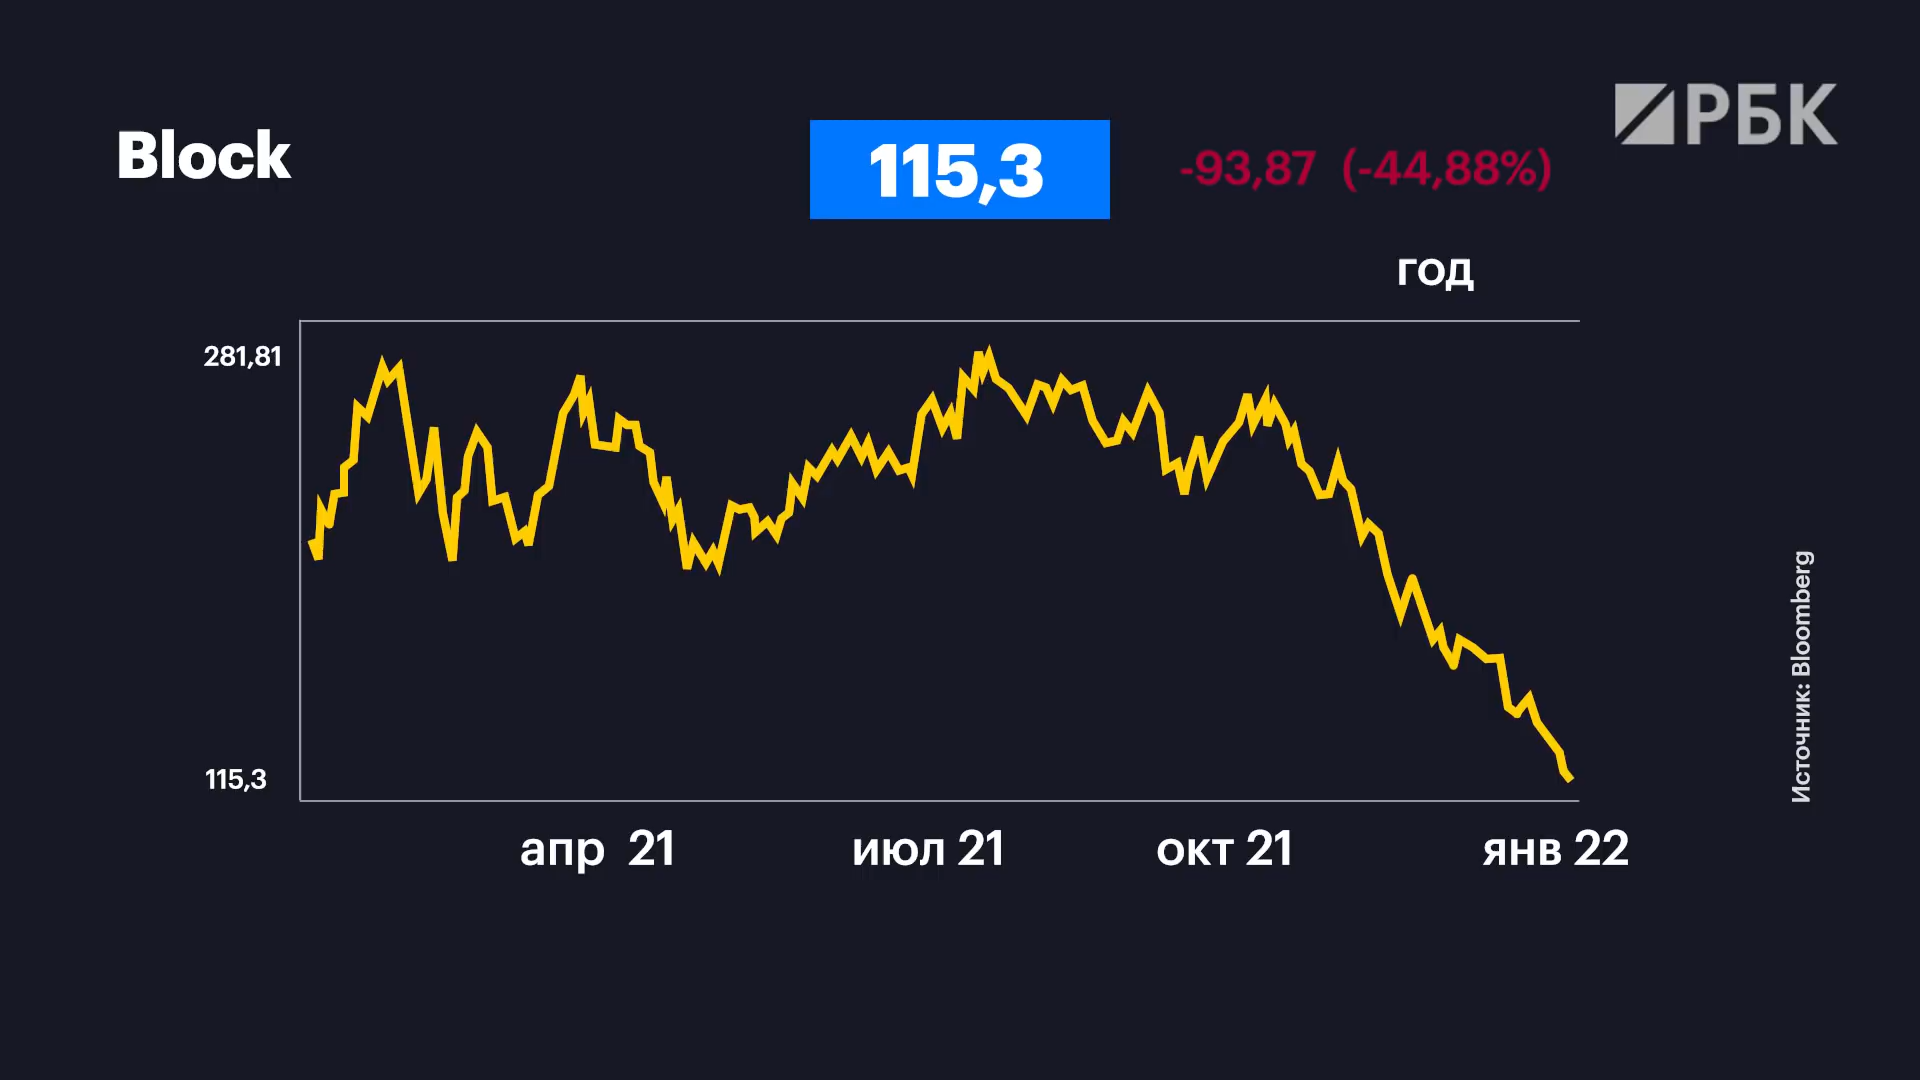 РБК
Block
115,3
-93,87 (-44,88%)
год
281,81
115,3
апр 21
июл 21
окт 21
янв 22
Источник: Bloomberg